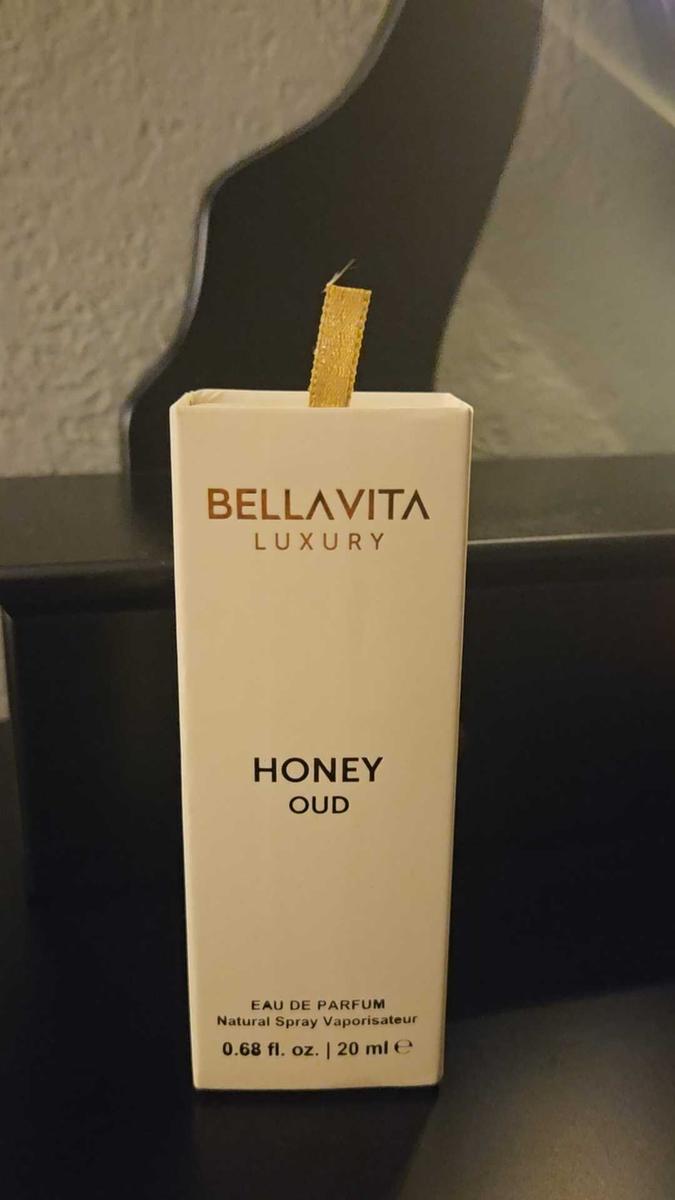 BELLAVITA
LUXURY
HONEY
OUD
EAU DE PARFUM
Natural Spray Vaporisateur
0.68 fl. oz. | 20 ml ℮